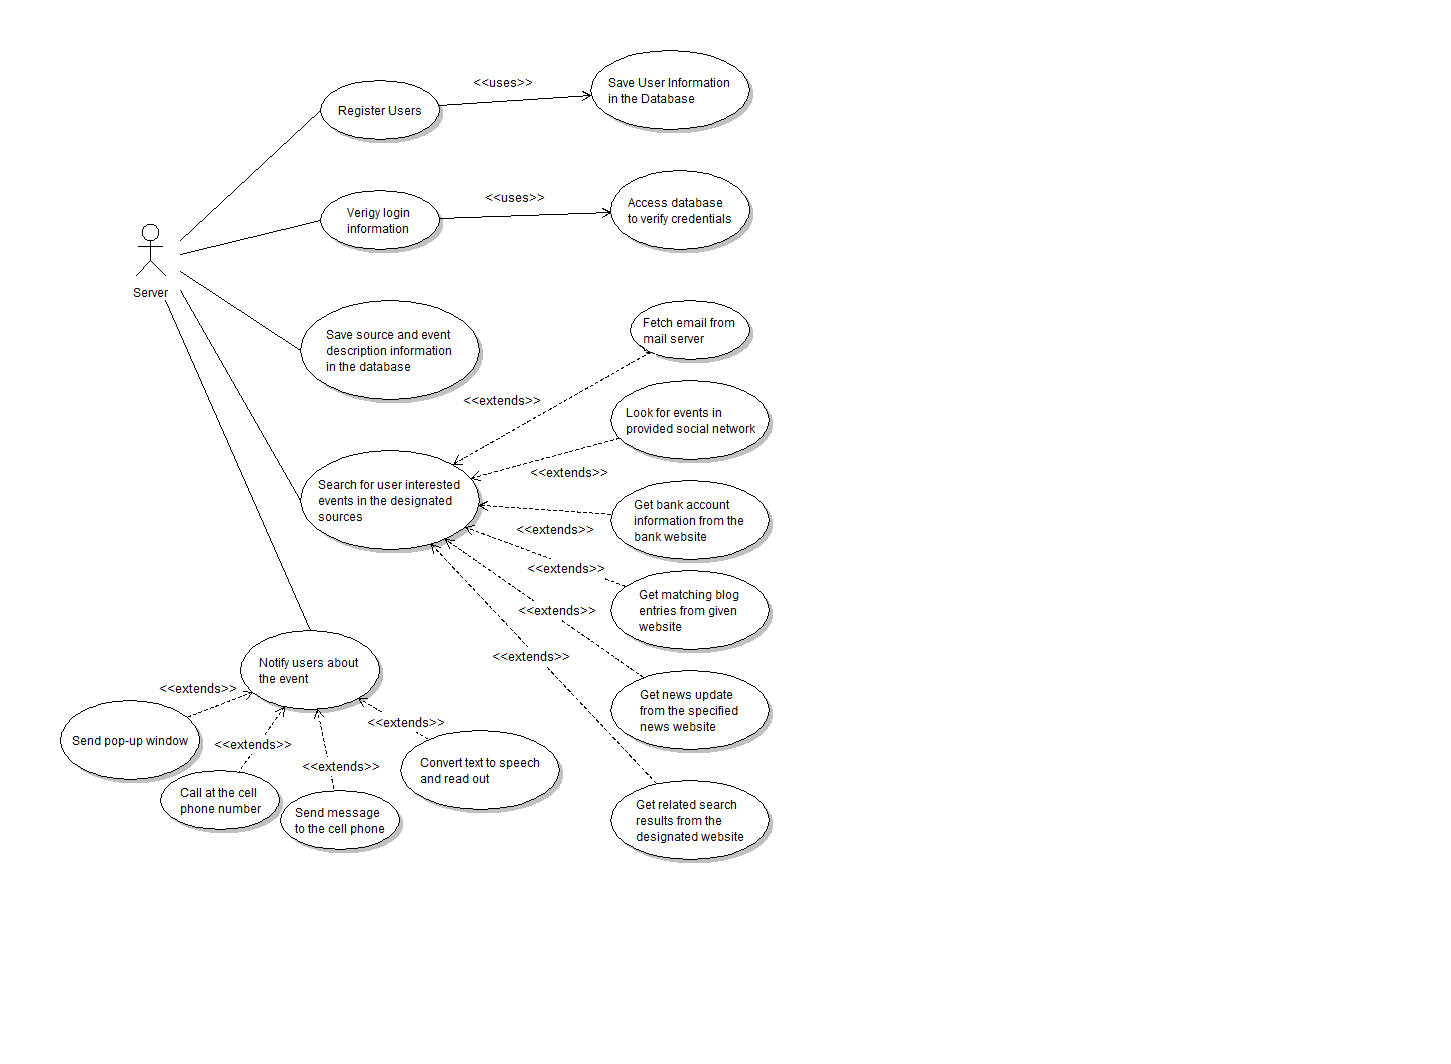 <<uses>>
Save User Information
in the Database
Register Users
<<uses>>
Access database
to verify credentials
Verigy login
information
Server
Fetch email from
mail server
Save source and event
description information
in the database
<<extends>>
Look for events in
provided social network
<<extends>>
Search for user interested
events in the designated
sources
Get bank account
information from the
bank website
<<extends>>
<<extends>>
Get matching blog
entries from given
website
<<extends>>
<<extends>>
Notify users about
the event
<<extends>>
Get news update
from the specified
news website
<<extends>>
Send pop-up window
<<extends>>
<<extends>>
Convert text to speech
and read out
Call at the cell
phone number
Send message
to the cell phone
Get related search
results from the
designated website